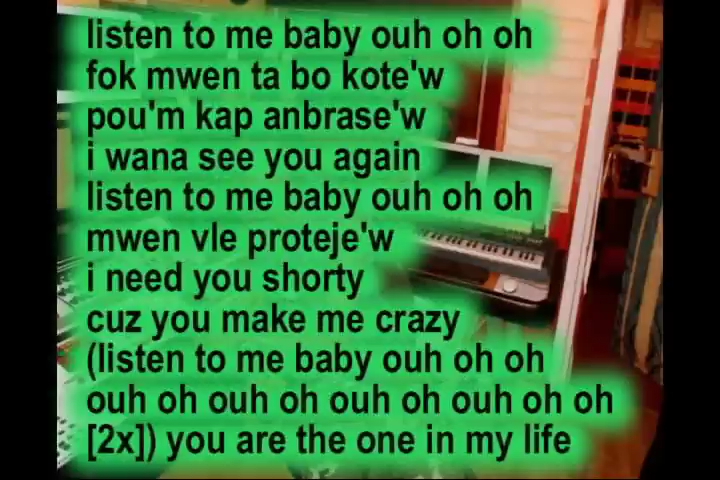 listen to me baby ouh oh oh
fok mwen ta bo kote'w
pou'm kap anbrase'w
i wana see you again
listen to me baby ouh oh oh
mwen vle proteje'w
i need you shorty
cuz you make me crazy
(listen to me baby ouh oh oh
ouh oh ouh oh ouh oh ouh oh oh
[2x]) you are the one in my life